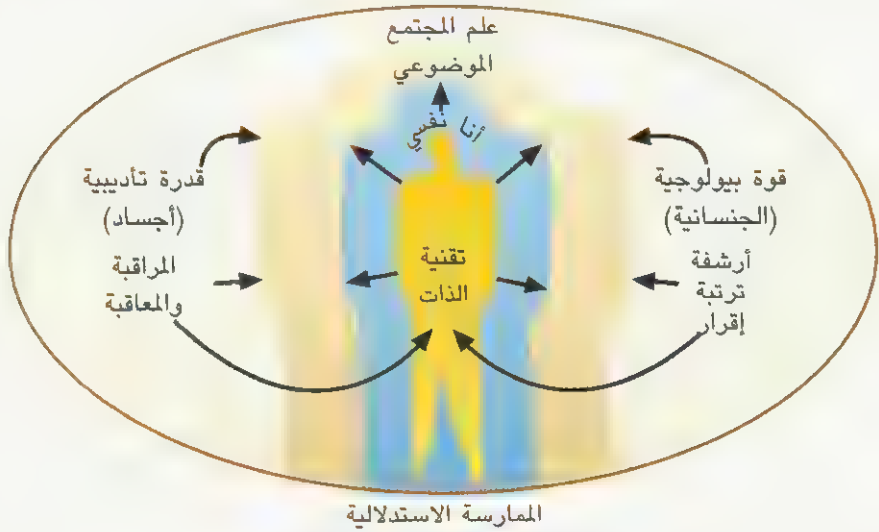 علم المجتمع
الموضوعي
أنا نفسي
قوة بيولوجية
(الجنسانية)
أرشفة
ترتبة
إقرار
قدرة تأديبية
(أجساد)
المراقبة
والمعاقبة
تقنية
الذات
الممارسة الاستدلالية